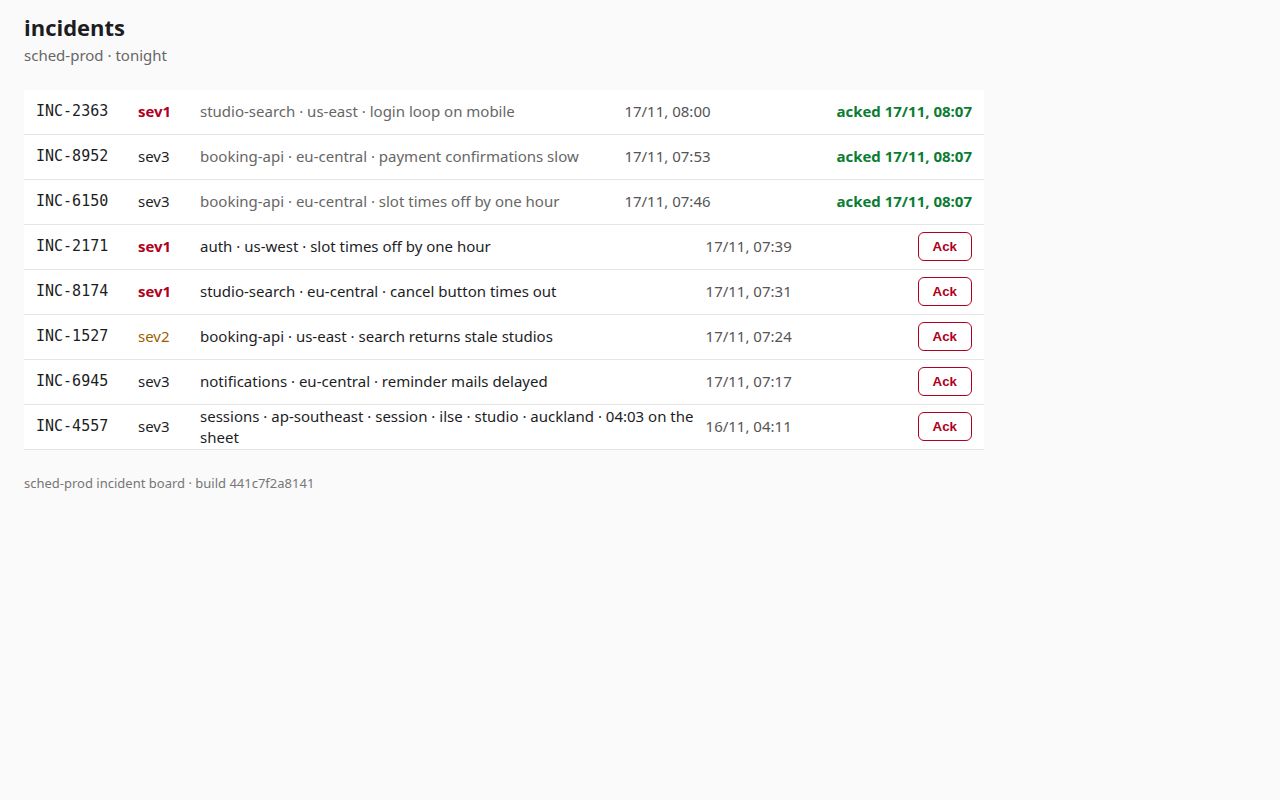 incidents
sched-prod · tonight
INC-2363 sev1 studio-search · us-east · login loop on mobile 17/11, 08:00 acked 17/11, 08:07
INC-8952 sev3 booking-api · eu-central · payment confirmations slow 17/11, 07:53 acked 17/11, 08:07
INC-6150 sev3 booking-api · eu-central · slot times off by one hour 17/11, 07:46 acked 17/11, 08:07
INC-2171 sev1 auth · us-west · slot times off by one hour 17/11, 07:39 Ack
INC-8174 sev1 studio-search · eu-central · cancel button times out 17/11, 07:31 Ack
INC-1527 sev2 booking-api · us-east · search returns stale studios 17/11, 07:24 Ack
INC-6945 sev3 notifications · eu-central · reminder mails delayed 17/11, 07:17 Ack
INC-4557 sev3 sessions · ap-southeast · session · ilse · studio · auckland · 04:03 on the
sheet 16/11, 04:11 Ack
sched-prod incident board · build 441c7f2a8141